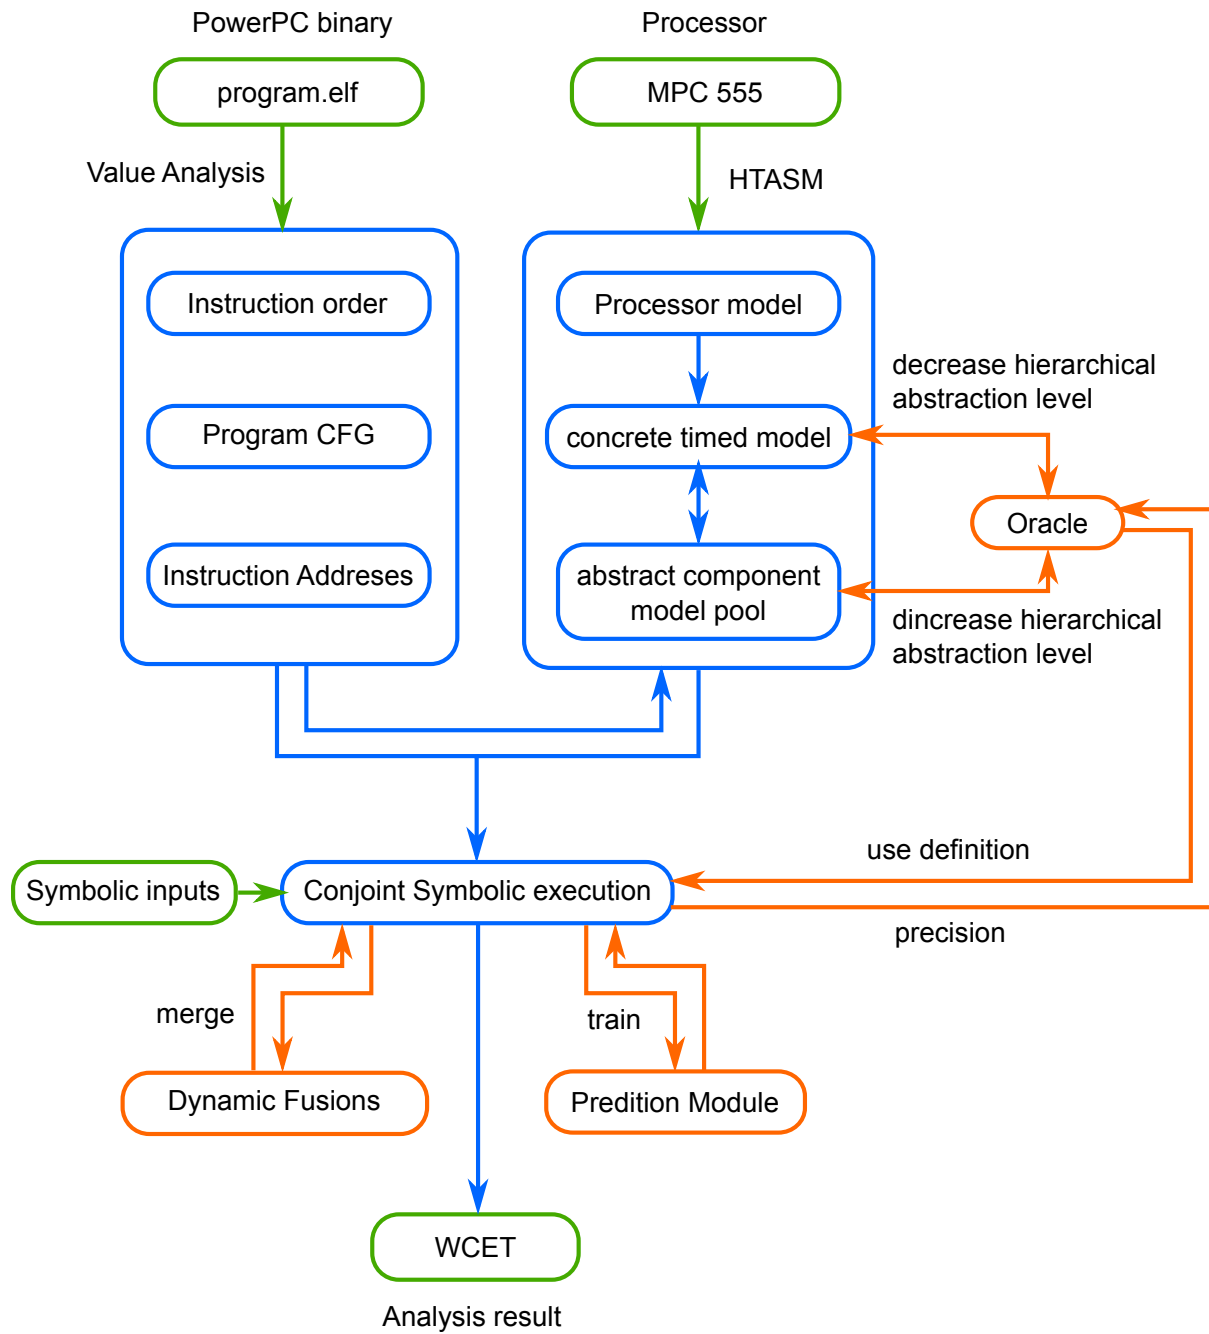 PowerPC binary
Processor
program.elf
MPC 555
Value Analysis
HTASM
Instruction order
Processor model
decrease hierarchical
abstraction level
Program CFG
concrete timed model
Oracle
Instruction Addreses
abstract component
model pool
dincrease hierarchical
abstraction level
use definition
Symbolic inputs
Conjoint Symbolic execution
precision
merge
train
Dynamic Fusions
Predition Module
WCET
Analysis result